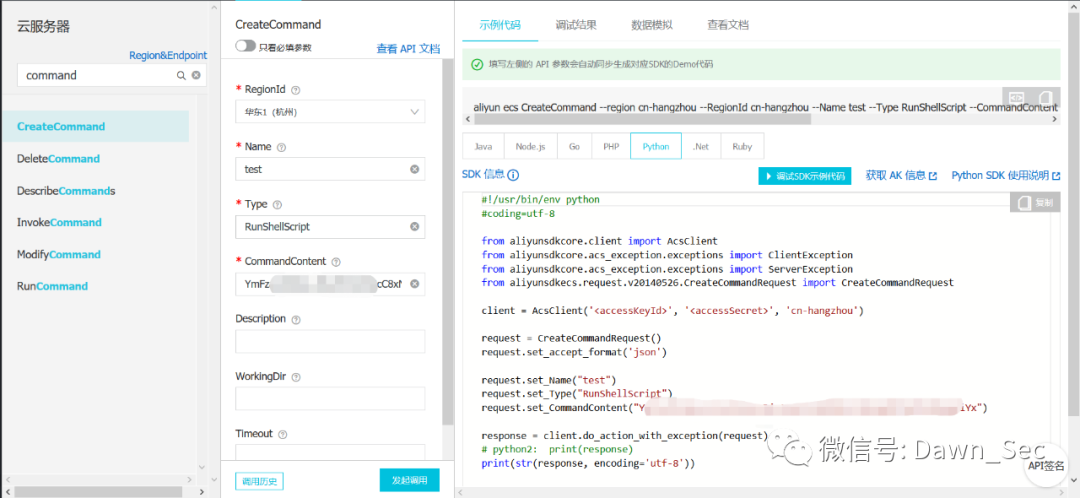 云服务器
Region&Endpoint
command
CreateCommand
DeleteCommand
DescribeCommands
InvokeCommand
ModifyCommand
RunCommand
CreateCommand
只看必填参数
查看 API 文档
* RegionId
华东1 (杭州)
* Name
test
* Type
RunShellScript
* CommandContent
YmFz
cC8xM
Description
WorkingDir
Timeout
调用历史
发起调用
示例代码
调试结果
数据模拟
查看文档
填写左侧的 API 参数会自动同步生成对应SDK的Demo代码
aliyun ecs CreateCommand --region cn-hangzhou --RegionId cn-hangzhou --Name test --Type RunShellScript --CommandContent
Java
Node.js
Go
PHP
Python
.Net
Ruby
SDK 信息
调试SDK示例代码
获取 AK 信息
Python SDK 使用说明
复制
#!/usr/bin/env python
#coding=utf-8
from aliyunsdkcore.client import AcsClient
from aliyunsdkcore.acs_exception.exceptions import ClientException
from aliyunsdkcore.acs_exception.exceptions import ServerException
from aliyunsdkecs.request.v20140526.CreateCommandRequest import CreateCommandRequest
client = AcsClient('<accessKeyId>', '<accessSecret>', 'cn-hangzhou')
request = CreateCommandRequest()
request.set_accept_format('json')
request.set_Name("test")
request.set_Type("RunShellScript")
request.set_CommandContent("Y iYx")
response = client.do_action_with_exception(request)
# python2: print(response)
print(str(response, encoding='utf-8'))
微信号: Dawn_Sec
API签名